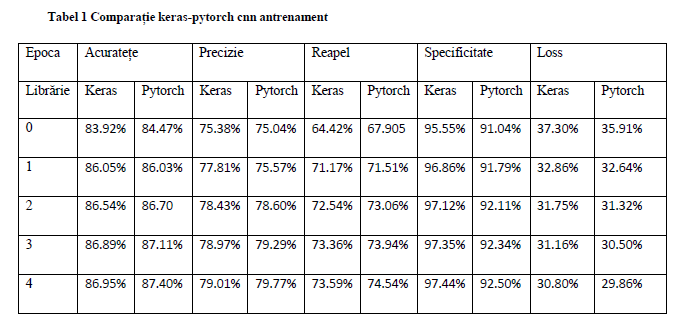 Tabel 1 Comparație keras-pytorch cnn antrenament
Epoca Acuratețe Precizie Reapel Specificitate Loss
Librărie Keras Pytorch Keras Pytorch Keras Pytorch Keras Pytorch Keras Pytorch
0 83.92% 84.47% 75.38% 75.04% 64.42% 67.905 95.55% 91.04% 37.30% 35.91%
1 86.05% 86.03% 77.81% 75.57% 71.17% 71.51% 96.86% 91.79% 32.86% 32.64%
2 86.54% 86.70 78.43% 78.60% 72.54% 73.06% 97.12% 92.11% 31.75% 31.32%
3 86.89% 87.11% 78.97% 79.29% 73.36% 73.94% 97.35% 92.34% 31.16% 30.50%
4 86.95% 87.40% 79.01% 79.77% 73.59% 74.54% 97.44% 92.50% 30.80% 29.86%